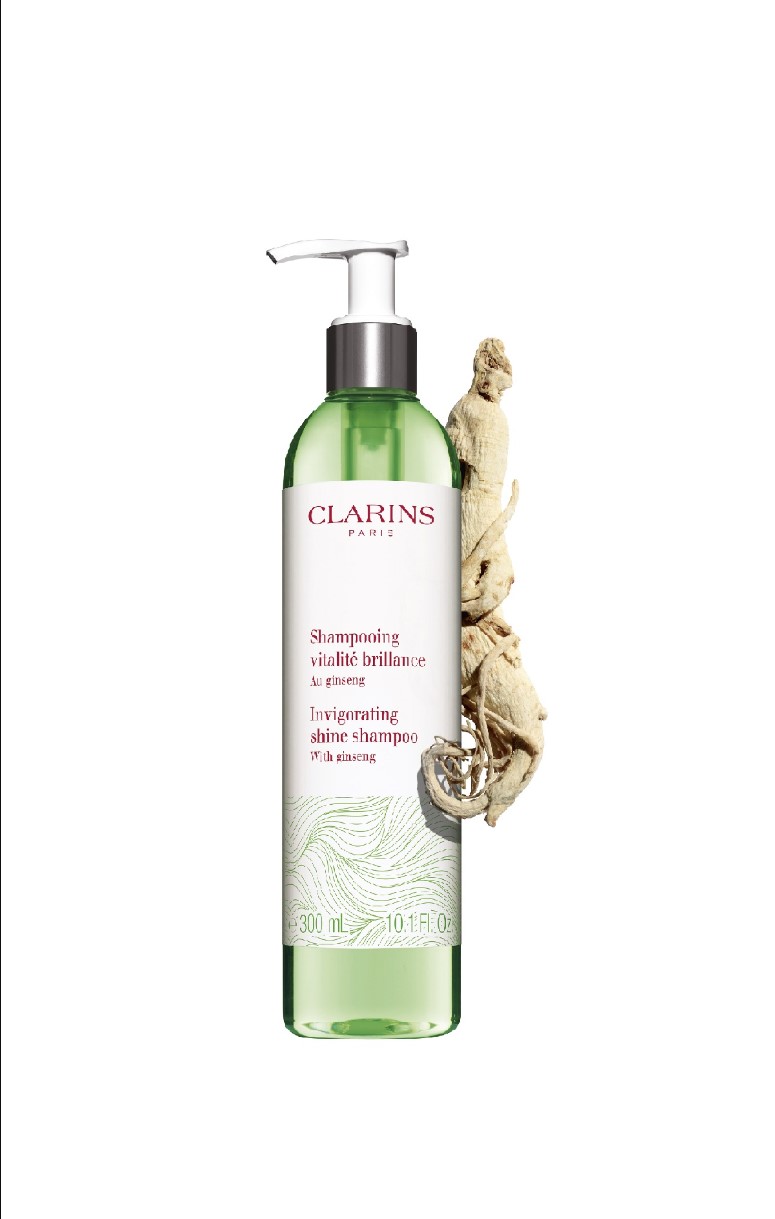 CLARINS
PARIS
Shampooing
vitalité brillance
Au ginseng
Invigorating
shine shampoo
With ginseng
℮ 300 mL 10.1 Fl. Oz